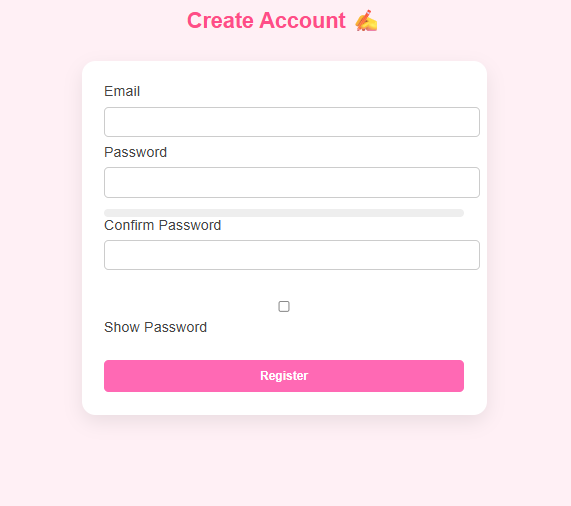 Create Account ✍️
Email
Password
Confirm Password
Show Password
Register